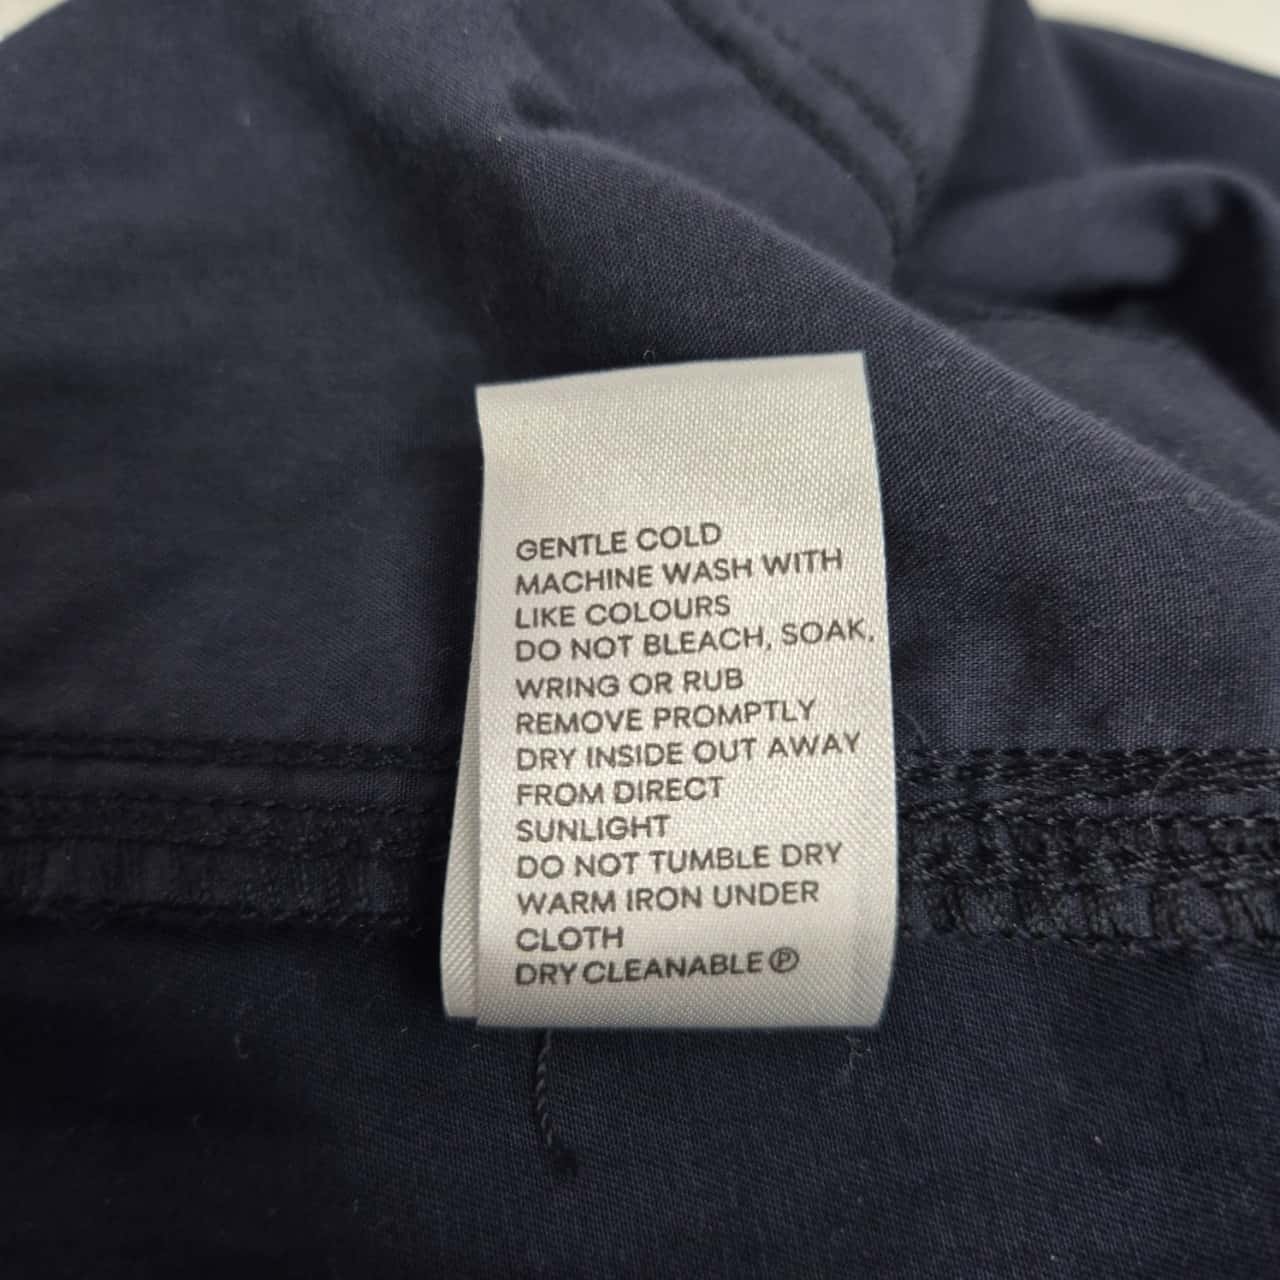 GENTLE COLD
MACHINE WASH WITH
LIKE COLOURS
DO NOT BLEACH, SOAK,
WRING OR RUB
REMOVE PROMPTLY
DRY INSIDE OUT AWAY
FROM DIRECT
SUNLIGHT
DO NOT TUMBLE DRY
WARM IRON UNDER
CLOTH
DRY CLEANABLE Ⓟ